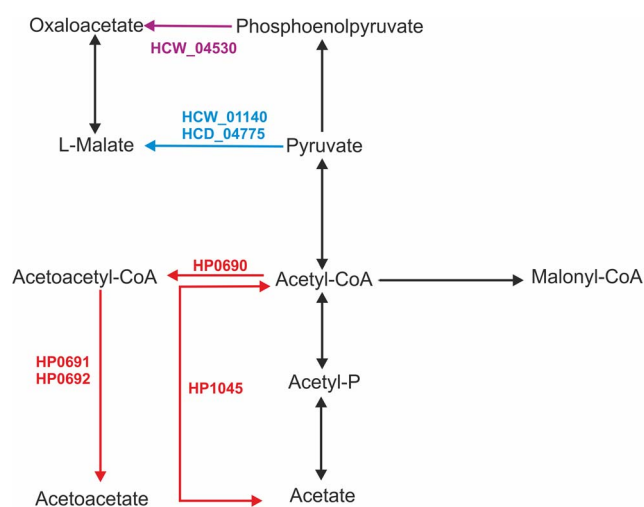 Oxaloacetate
Phosphoenolpyruvate
HCW_04530
HCW_01140
HCD_04775
L-Malate
Pyruvate
HP0690
Acetoacetyl-CoA
Acetyl-CoA
Malonyl-CoA
HP0691
HP0692
HP1045
Acetyl-P
Acetoacetate
Acetate